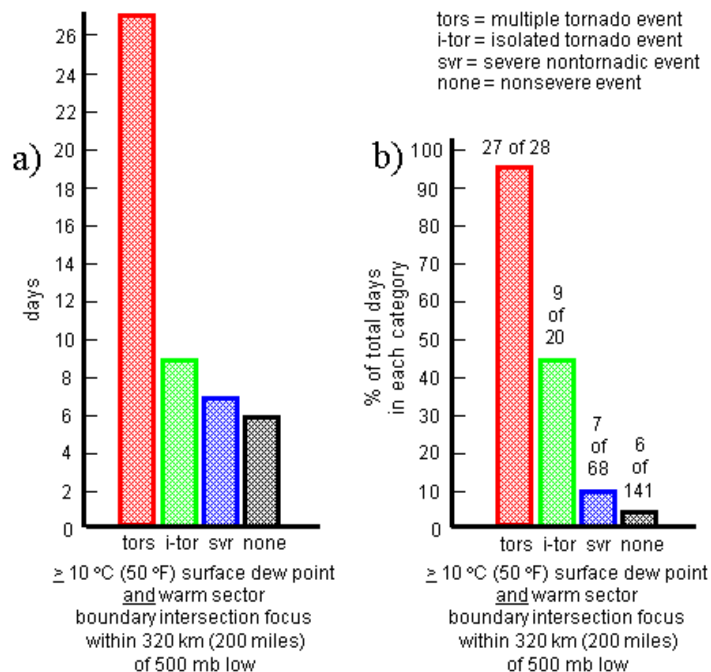 tors = multiple tornado event
i-tor = isolated tornado event
svr = severe nontornadic event
none = nonsevere event
a)
days
26
24
22
20
18
16
14
12
10
8
6
4
2
0
tors i-tor svr none
≥ 10 ºC (50 ºF) surface dew point
and warm sector
boundary intersection focus
within 320 km (200 miles)
of 500 mb low
b)
% of total days
in each category
100
90
80
70
60
50
40
30
20
10
0
27 of 28
9
of
20
7
of
68
6
of
141
tors i-tor svr none
≥ 10 ºC (50 ºF) surface dew point
and warm sector
boundary intersection focus
within 320 km (200 miles)
of 500 mb low